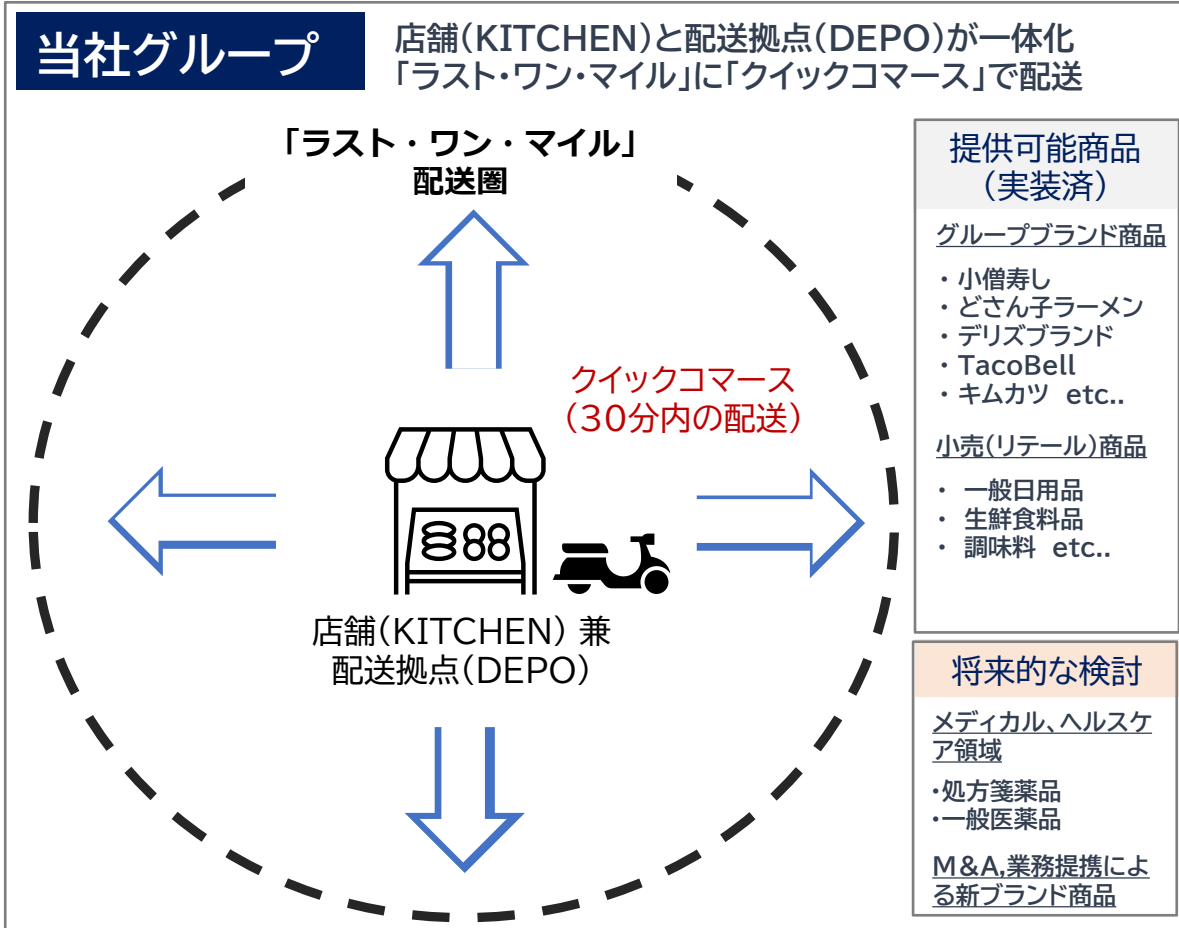 当社グループ
店舗(KITCHEN)と配送拠点(DEPO)が一体化
「ラスト・ワン・マイル」に「クイックコマース」で配送
「ラスト・ワン・マイル」
配送圏
クイックコマース
(30分内の配送)
店舗(KITCHEN) 兼
配送拠点(DEPO)
提供可能商品
(実装済)
グループブランド商品
・ 小僧寿し
・ どさん子ラーメン
・ デリズブランド
・ TacoBell
・ キムカツ etc..
小売(リテール)商品
・ 一般日用品
・ 生鮮食料品
・ 調味料 etc..
将来的な検討
メディカル、ヘルスケ
ア領域
・処方箋薬品
・一般医薬品
M&A,業務提携によ
る新ブランド商品